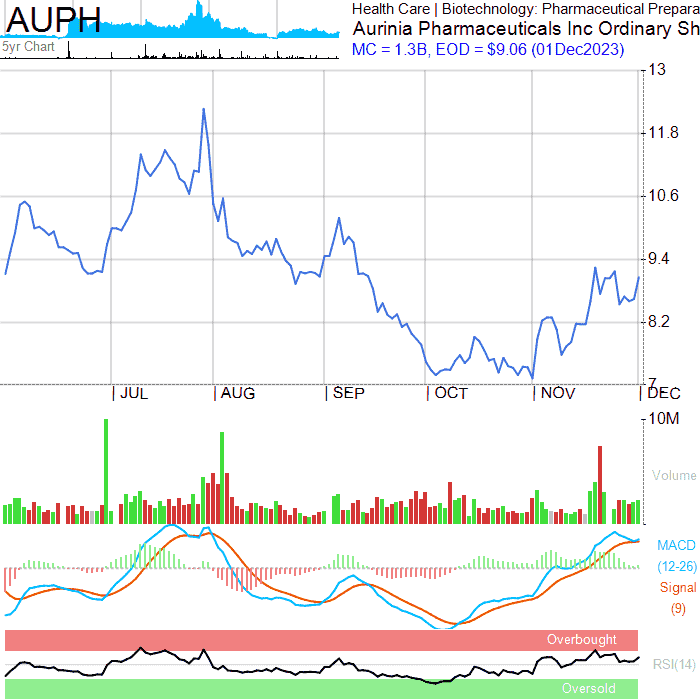 AUPH
5yr Chart
Health Care | Biotechnology: Pharmaceutical Prepara
Aurinia Pharmaceuticals Inc Ordinary Sh
MC = 1.3B, EOD = $9.06 (01Dec2023)
13
11.8
10.6
9.4
8.2
7
JUL
AUG
SEP
OCT
NOV
DEC
10M
Volume
MACD
(12-26)
Signal
(9)
Overbought
RSI(14)
Oversold